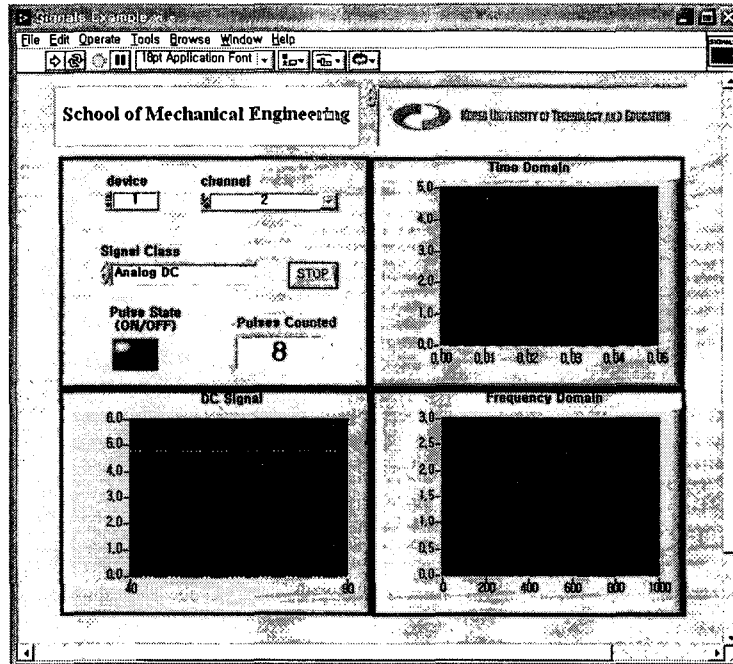 Signals Example.vi
File Edit Operate Tools Browse Window Help
18pt Application Font
School of Mechanical Engineering
KOREA UNIVERSITY OF TECHNOLOGY AND EDUCATION
device
channel
1
2
Signal Class
Analog DC
STOP
Pulse State
(ON/OFF)
Pulses Counted
8
Time Domain
5.0
4.0
3.0
2.0
1.0
0.0
0.00 0.01 0.02 0.03 0.04 0.05
DC Signal
6.0
5.0
4.0
3.0
2.0
1.0
0.0
40
Frequency Domain
3.0
2.5
2.0
1.5
1.0
0.5
0.0
0 200 400 600 800 1000